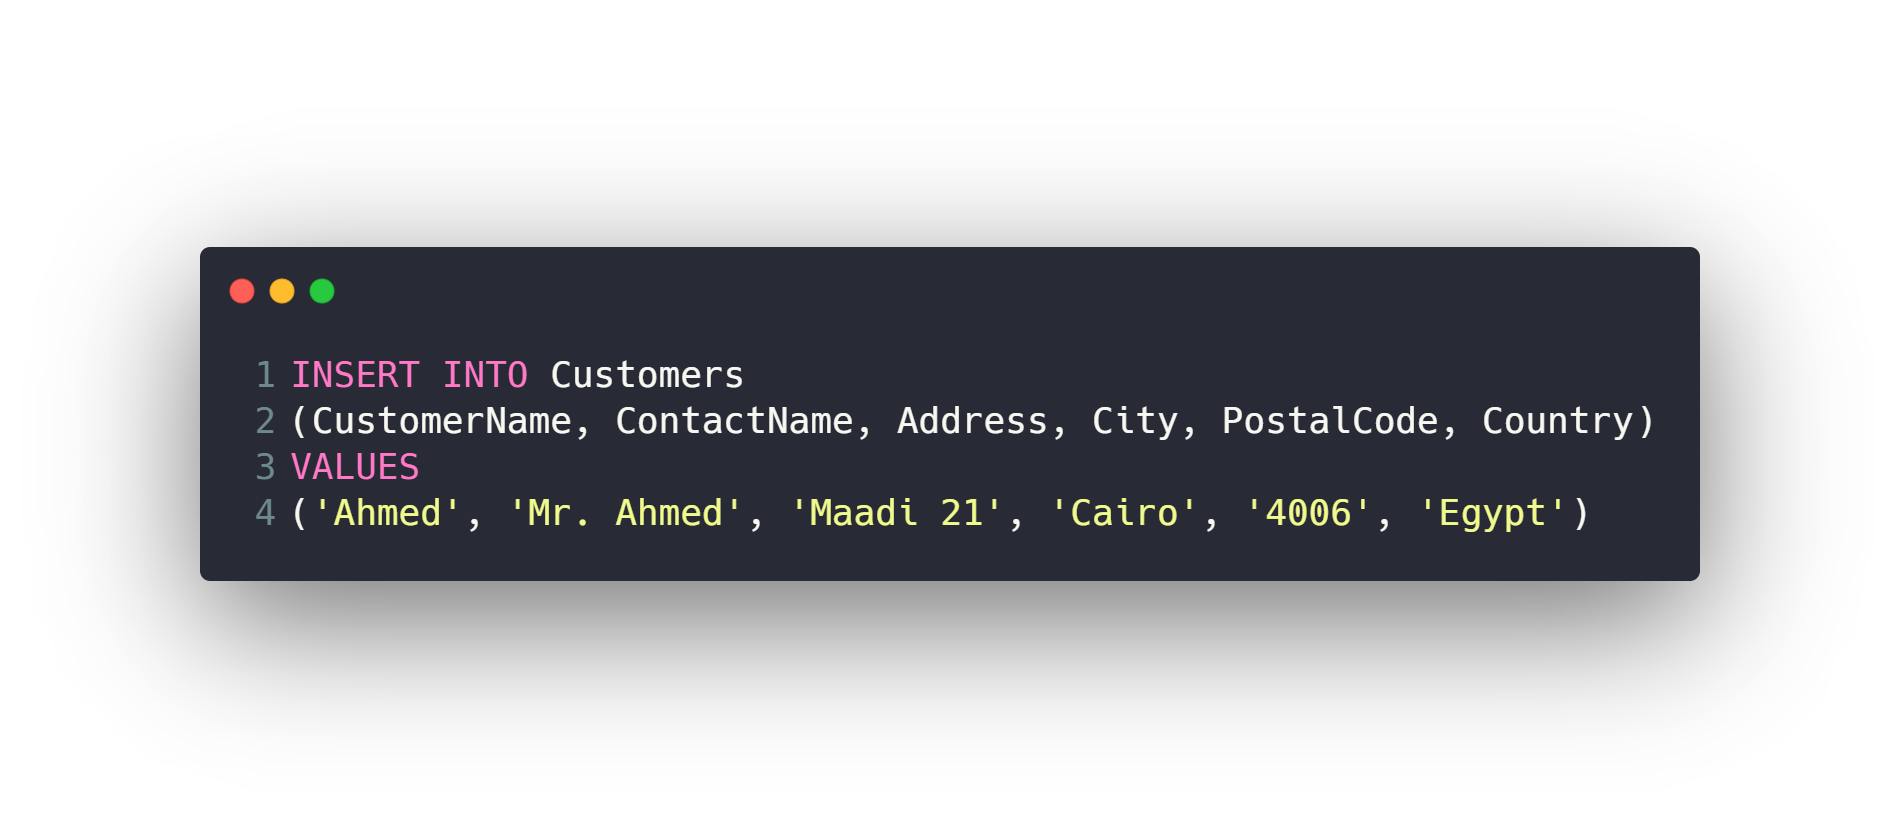 1 INSERT INTO Customers
2 (CustomerName, ContactName, Address, City, PostalCode, Country)
3 VALUES
4 ('Ahmed', 'Mr. Ahmed', 'Maadi 21', 'Cairo', '4006', 'Egypt')